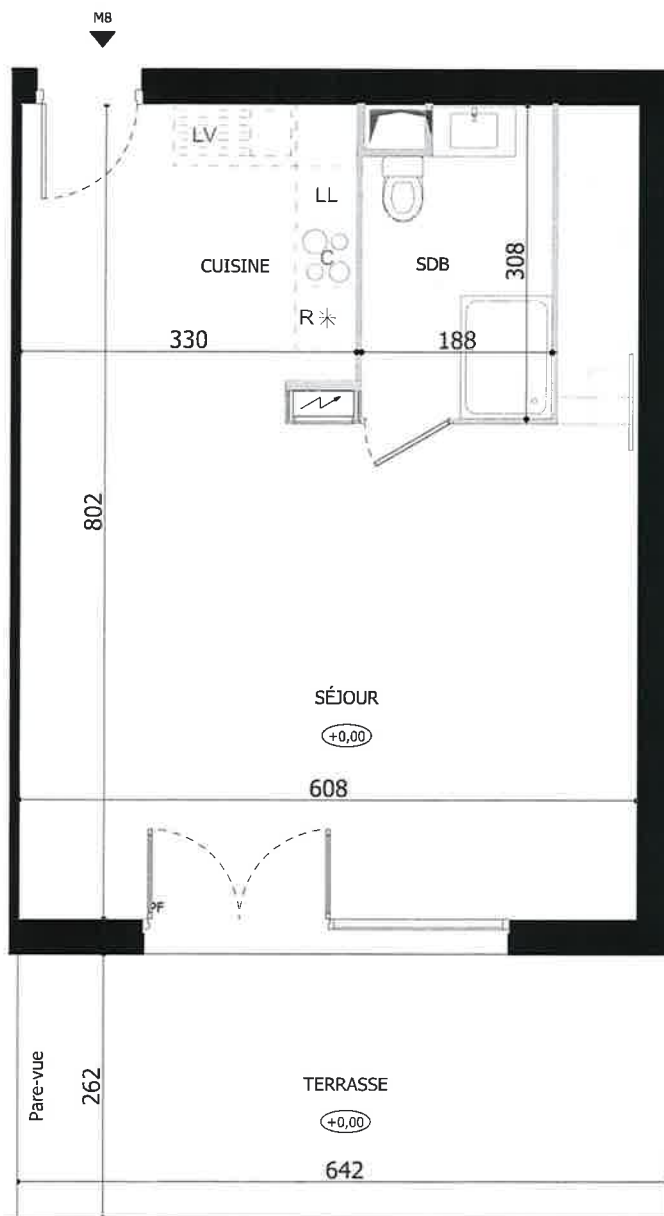 M8
LV
LL
CUISINE
C
SDB
308
R
330
188
802
SÉJOUR
+0,00
608
PF
Pare-vue
262
TERRASSE
+0,00
642